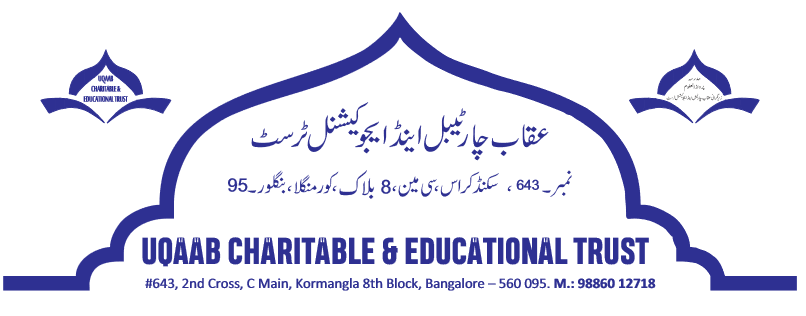 UQAAB
CHARITABLE &
EDUCATIONAL TRUST
مدرسہ
عقاب چارٹیبل اینڈ ایجوکیشنل ٹرسٹ
نمبر۔ 643 ، سکنڈ کراس، سی مین، 8 بلاک، کورمنگلا، بنگلور۔95
UQAAB CHARITABLE & EDUCATIONAL TRUST
#643, 2nd Cross, C Main, Kormangla 8th Block, Bangalore – 560 095. M.: 98860 12718